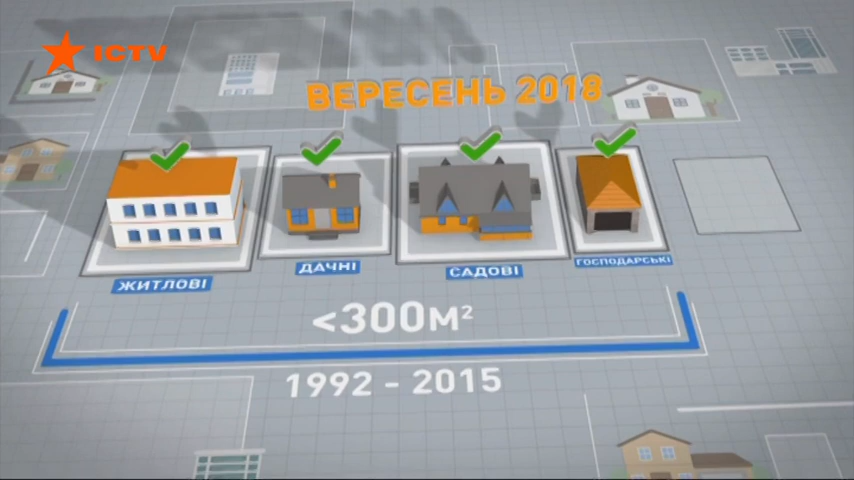 ICTV
ВЕРЕСЕНЬ 2018
ЖИТЛОВІ
ДАЧНІ
САДОВІ
ГОСПОДАРСЬКІ
<300М²
1992 - 2015